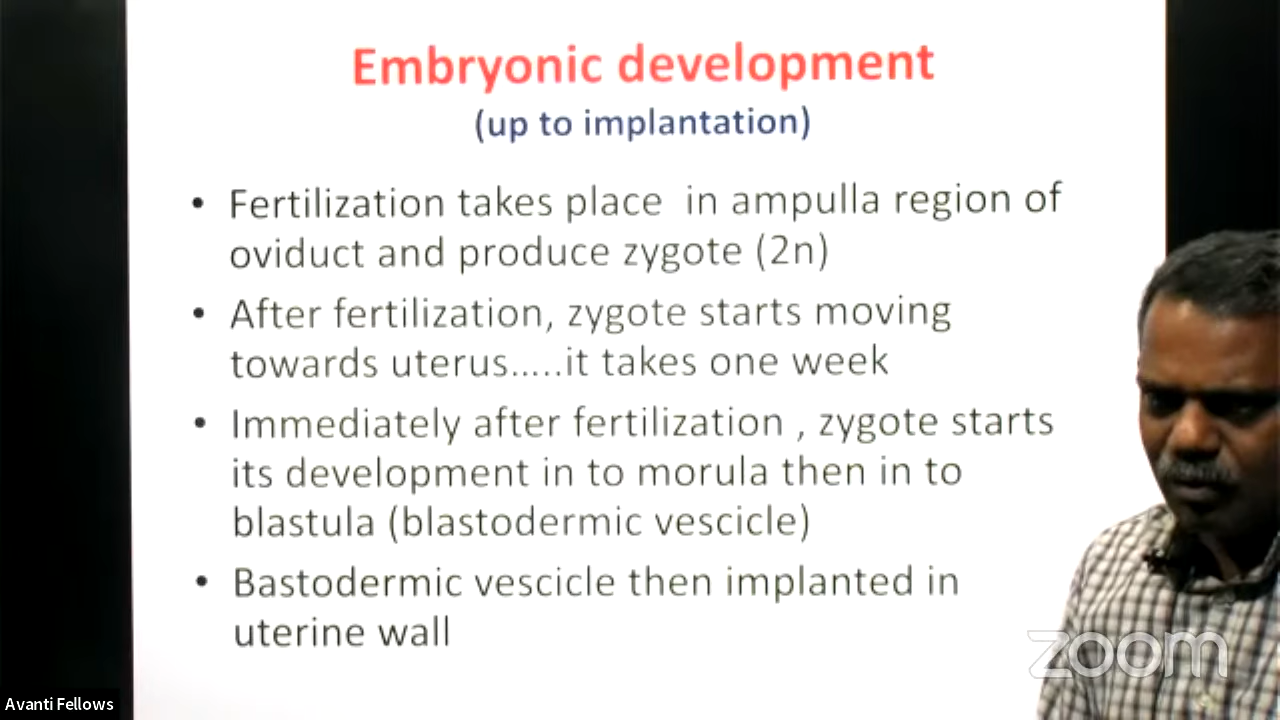 Embryonic development
(up to implantation)
• Fertilization takes place in ampulla region of
oviduct and produce zygote (2n)
• After fertilization, zygote starts moving
towards uterus.....it takes one week
• Immediately after fertilization , zygote starts
its development in to morula then in to
blastula (blastodermic vescicle)
• Bastodermic vescicle then implanted in
uterine wall
zoom
Avanti Fellows